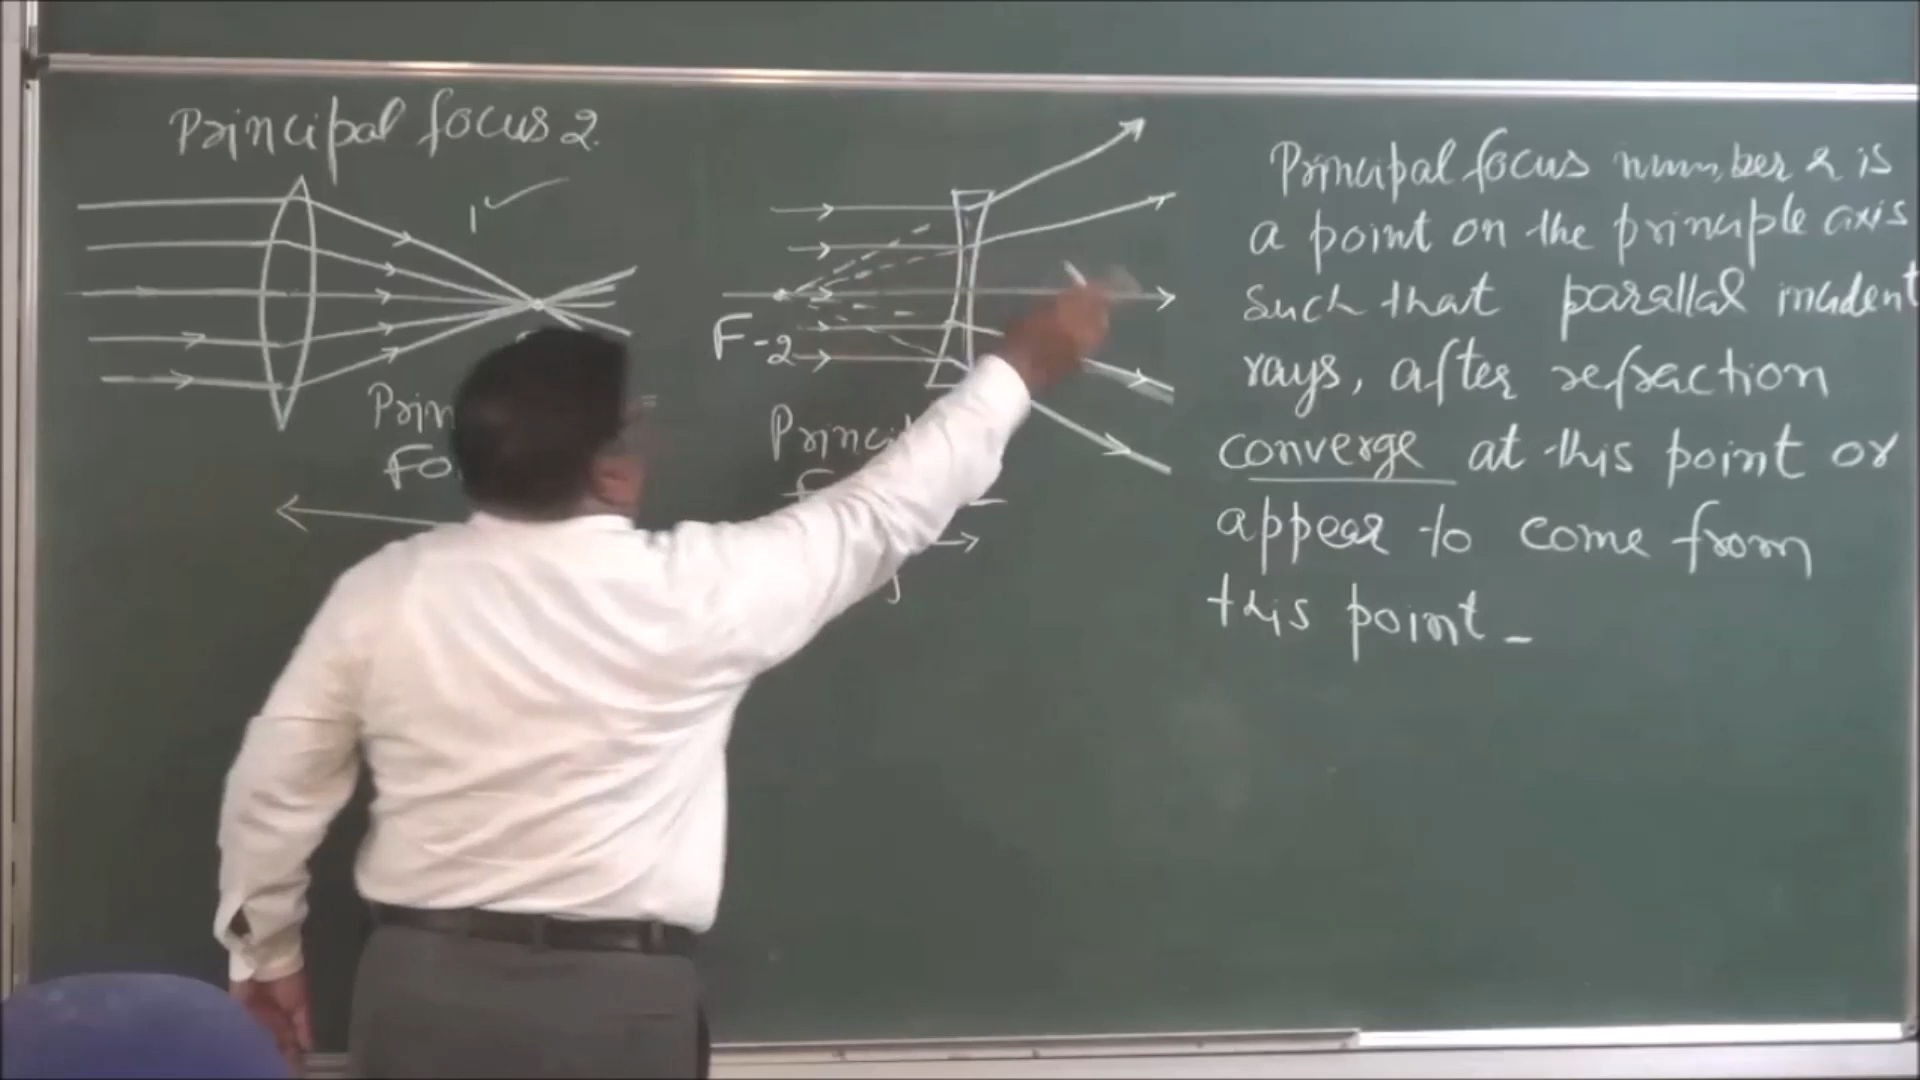 Principal focus 2.
1
F-2
Principal focus number 2 is
a point on the principle axis
such that parallal incident
rays, after refraction
converge at this point or
appear to come from
this point -